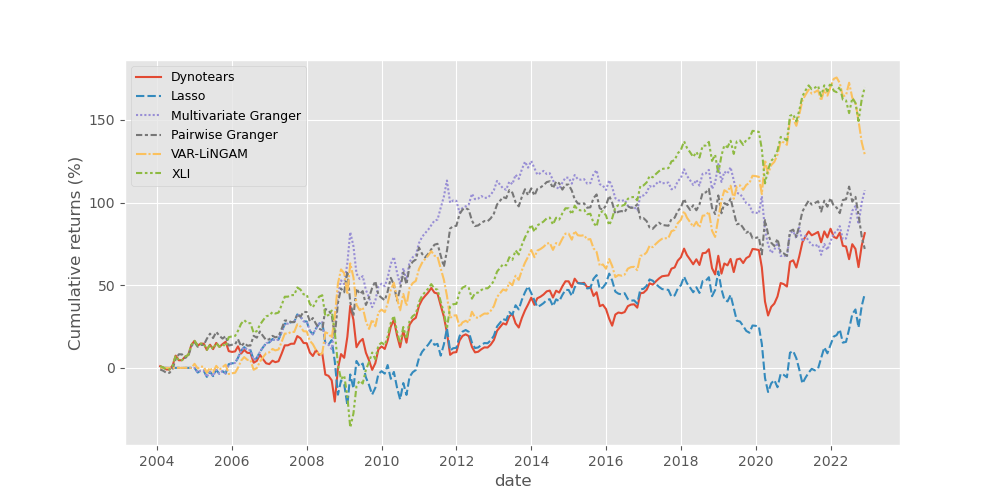 Dynotears
Lasso
Multivariate Granger
Pairwise Granger
VAR-LiNGAM
XLI
Cumulative returns (%)
150
100
50
0
2004 2006 2008 2010 2012 2014 2016 2018 2020 2022
date